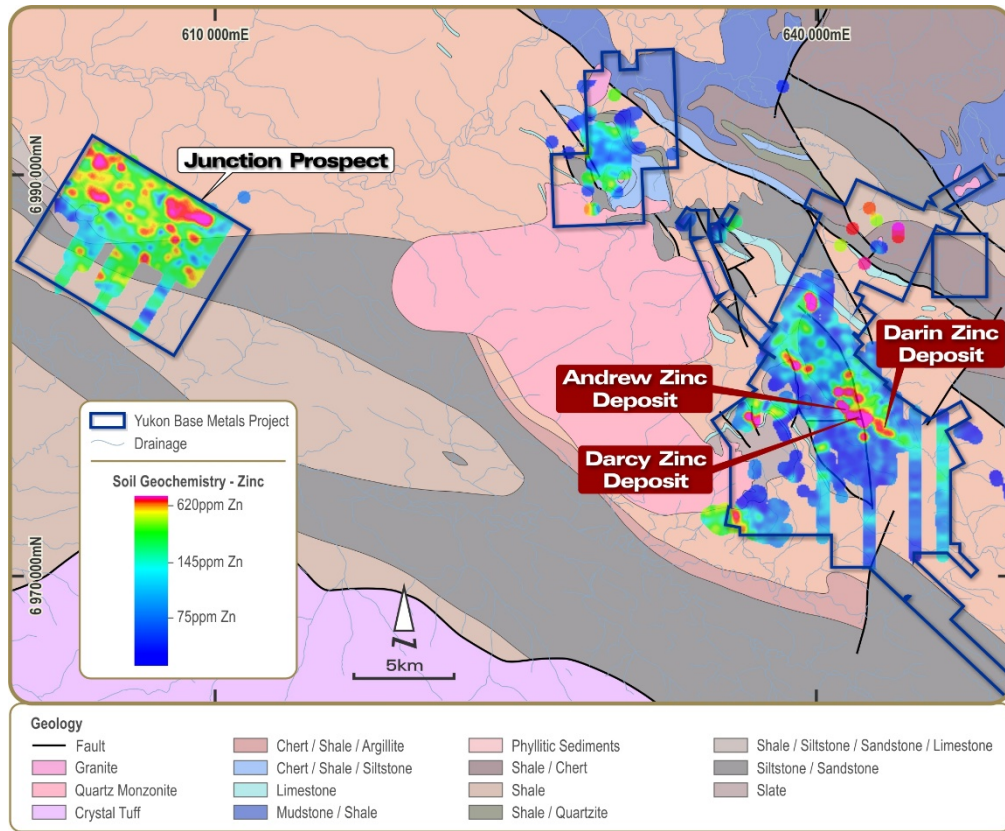 610 000mE
640 000mE
6 990 000mN
Junction Prospect
Darin Zinc
Deposit
Andrew Zinc
Deposit
Darcy Zinc
Deposit
Yukon Base Metals Project
Drainage
Soil Geochemistry - Zinc
620ppm Zn
145ppm Zn
75ppm Zn
6 970 000mN
N
5km
Geology
Fault
Granite
Quartz Monzonite
Crystal Tuff
Chert / Shale / Argillite
Chert / Shale / Siltstone
Limestone
Mudstone / Shale
Phyllitic Sediments
Shale / Chert
Shale
Shale / Quartzite
Shale / Siltstone / Sandstone / Limestone
Siltstone / Sandstone
Slate